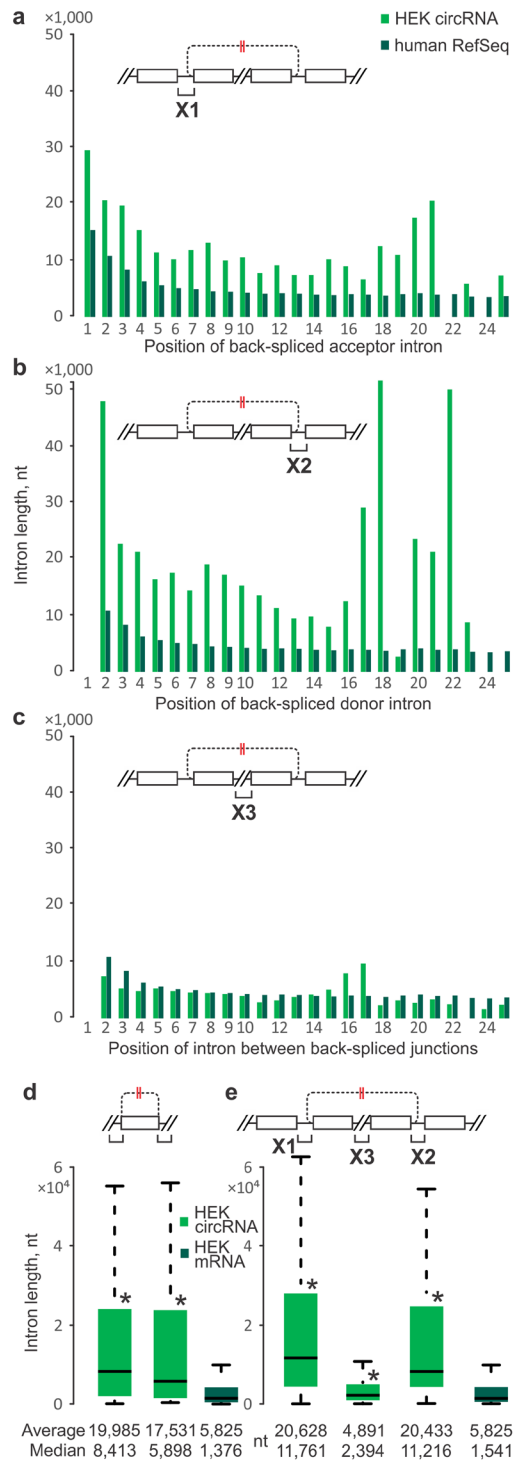 a
×1,000
HEK circRNA
human RefSeq
50
40
30
20
10
0
X1
1 2 3 4 5 6 7 8 9 10 12 14 16 18 20 22 24
Position of back-spliced acceptor intron
b
×1,000
50
40
30
20
10
0
X2
Intron length, nt
1 2 3 4 5 6 7 8 9 10 12 14 16 18 20 22 24
Position of back-spliced donor intron
c
×1,000
50
40
30
20
10
0
X3
1 2 3 4 5 6 7 8 9 10 12 14 16 18 20 22 24
Position of intron between back-spliced junctions
d
e
X1
X3
X2
6
×10⁴
4
2
0
Intron length, nt
HEK
circRNA
HEK
mRNA
* *
6
×10⁴
4
2
0
* * *
Average 19,985 17,531 5,825 nt 20,628 4,891 20,433 5,825
Median 8,413 5,898 1,376 11,761 2,394 11,216 1,541